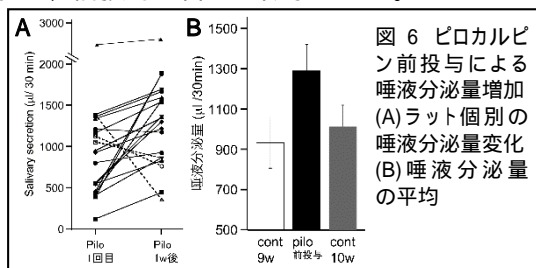 A
3000
2500
2000
1500
1000
500
0
Salivary secretion (μl/ 30 min)
Pilo
1回目
Pilo
1w後
B
1500
1300
1100
900
700
500
唾液分泌量 (μl /30min)
cont
9w
pilo
前投与
cont
10w
図 6 ピロカルピ
ン前投与による
唾液分泌量増加
(A)ラット個別の
唾液分泌量変化
(B)唾液分泌量
の平均